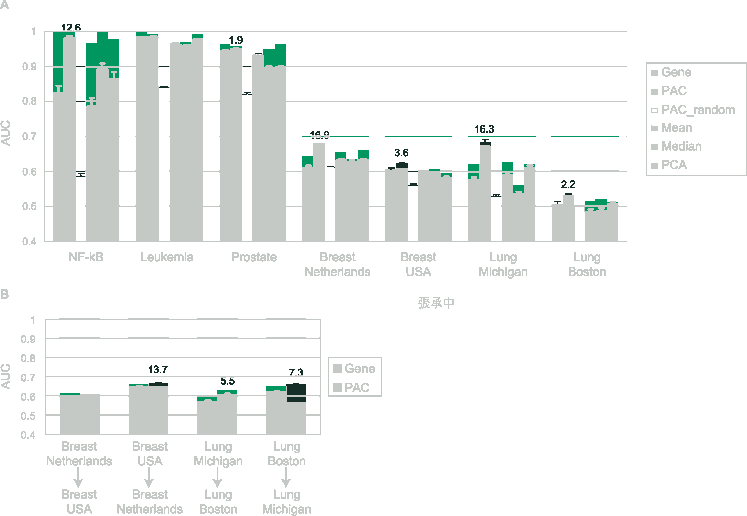 A
12.6
1.9
16.9
3.6
16.3
2.2
AUC
1
0.9
0.8
0.7
0.6
0.5
0.4
NF-kB
Leukemia
Prostate
Breast
Netherlands
Breast
USA
Lung
Michigan
Lung
Boston
Gene
PAC
PAC_random
Mean
Median
PCA
張承中
B
13.7
5.5
7.3
AUC
1
0.9
0.8
0.7
0.6
0.5
0.4
Gene
PAC
Breast
Netherlands
Breast
USA
Lung
Michigan
Lung
Boston
Breast
USA
Breast
Netherlands
Lung
Boston
Lung
Michigan